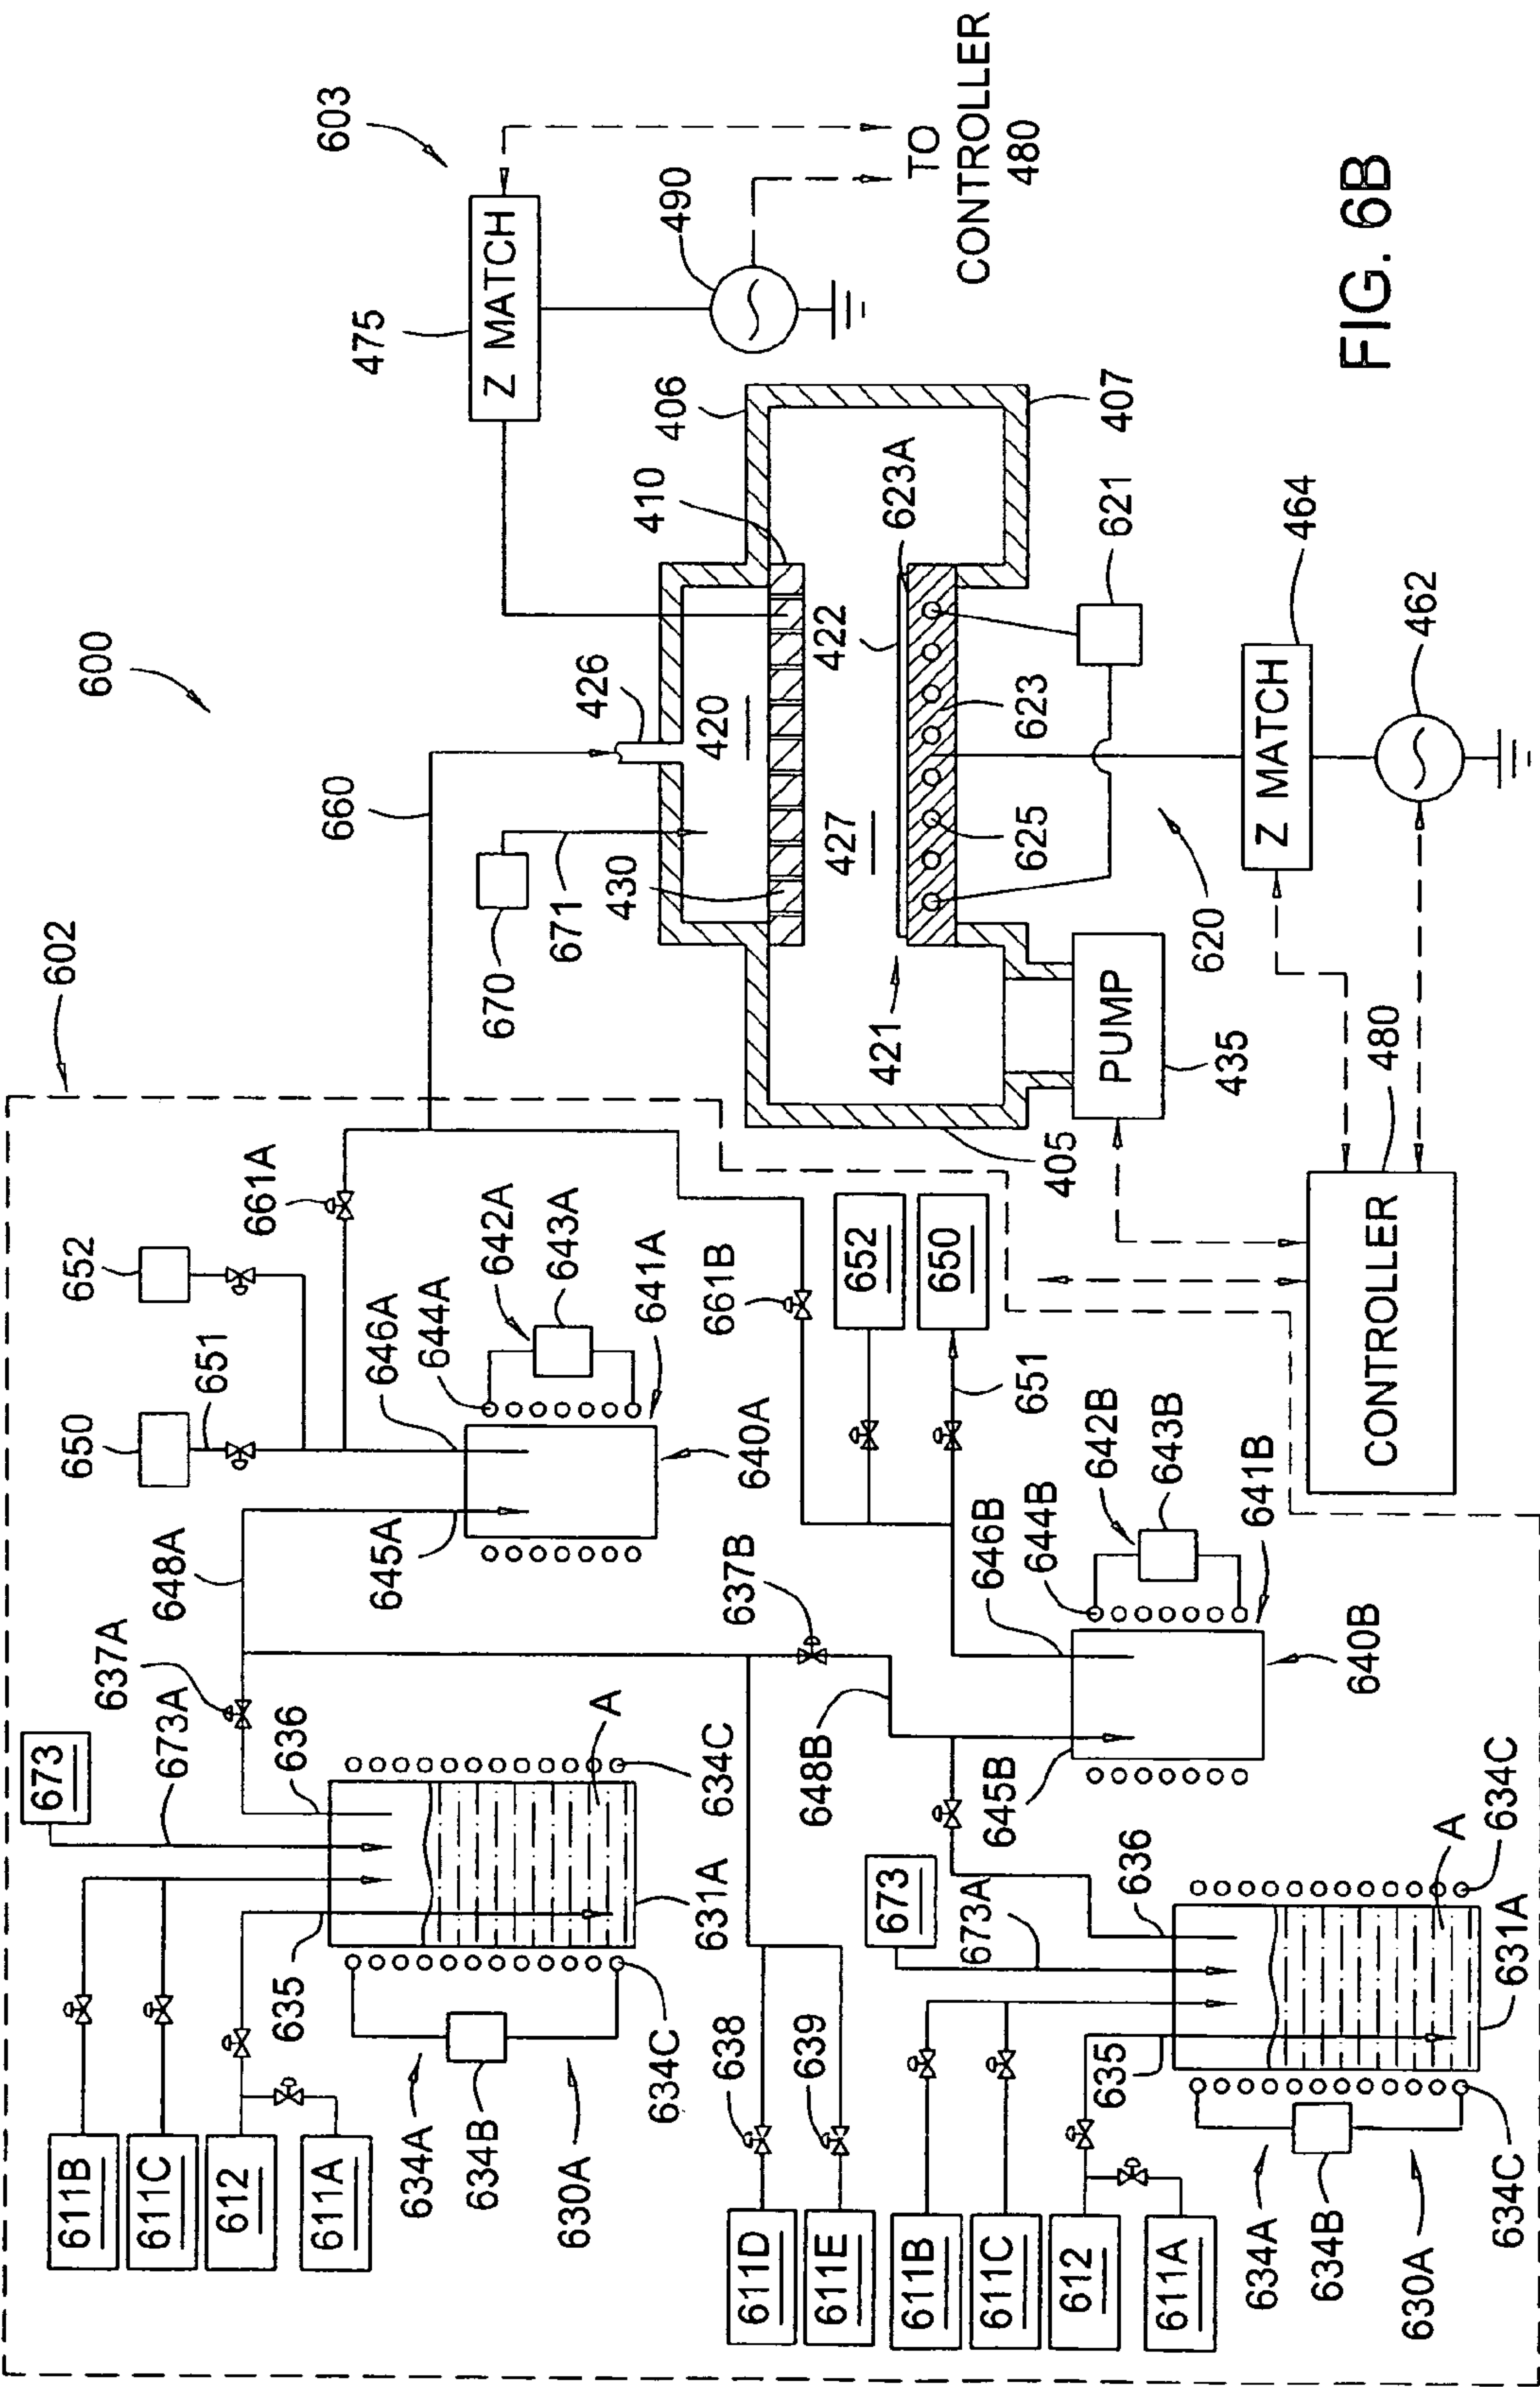 600
602
603
660
475
Z MATCH
490
TO
CONTROLLER
480
426
670
671
430
420
410
406
422
427
623A
421
625
623
407
405
PUMP
435
620
621
Z MATCH
464
462
480
CONTROLLER
650
651
652
661A
646A
644A
642A
643A
641A
640A
645A
648A
637A
673
673A
636
611B
611C
612
611A
635
A
634A
634B
630A
634C
631A
634C
637B
661B
652
650
651
648B
645B
646B
644B
642B
643B
641B
640B
638
639
611D
611E
611B
611C
612
611A
673
673A
635
636
A
634A
634B
630A
634C
631A
634C
FIG. 6B